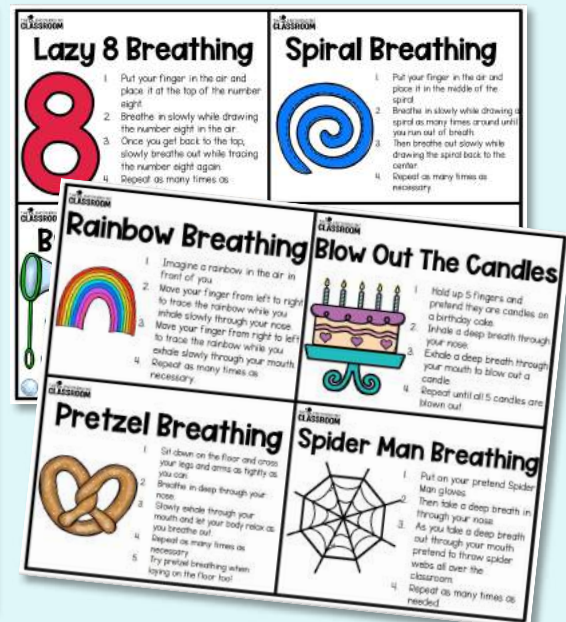 CLASSROOM
Lazy 8 Breathing
1 Put your finger in the air and
place it at the top of the number
eight.
2 Breathe in slowly while drawing
the number eight in the air.
3 Once you get back to the top,
slowly breathe out while tracing
the number eight again.
4 Repeat as many times as
CLASSROOM
Spiral Breathing
1 Put your finger in the air and
place it in the middle of the
spiral
2 Breathe in slowly while drawing a
spiral as many times around until
you run out of breath.
3 Then breathe out slowly while
drawing the spiral back to the
center.
4 Repeat as many times as
necessary.
CLASSROO
B
CLASSROOM
Rainbow Breathing
1 Imagine a rainbow in the air in
front of you.
2 Move your finger from left to right
to trace the rainbow while you
inhale slowly through your nose.
3 Move your finger from right to left
to trace the rainbow while you
exhale slowly through your mouth.
4 Repeat as many times as
necessary.
CLASSROOM
Blow Out The Candles
1 Hold up 5 fingers and
pretend they are candles on
a birthday cake.
2 Inhale a deep breath through
your nose.
3 Exhale a deep breath through
your mouth to blow out a
candle.
4 Repeat until all 5 candles are
blown out.
CLASSROOM
Pretzel Breathing
1 Sit down on the floor and cross
your legs and arms as tightly as
you can.
2 Breathe in deep through your
nose.
3 Slowly exhale through your
mouth and let your body relax as
you breathe out.
4 Repeat as many times as
necessary
5 Try pretzel breathing when
laying on the floor too!
CLASSROOM
Spider Man Breathing
1 Put on your pretend Spider
Man gloves.
2 Then take a deep breath in
through your nose.
3 As you take a deep breath
out through your mouth
pretend to throw spider
webs all over the
classroom.
4 Repeat as many times as
needed